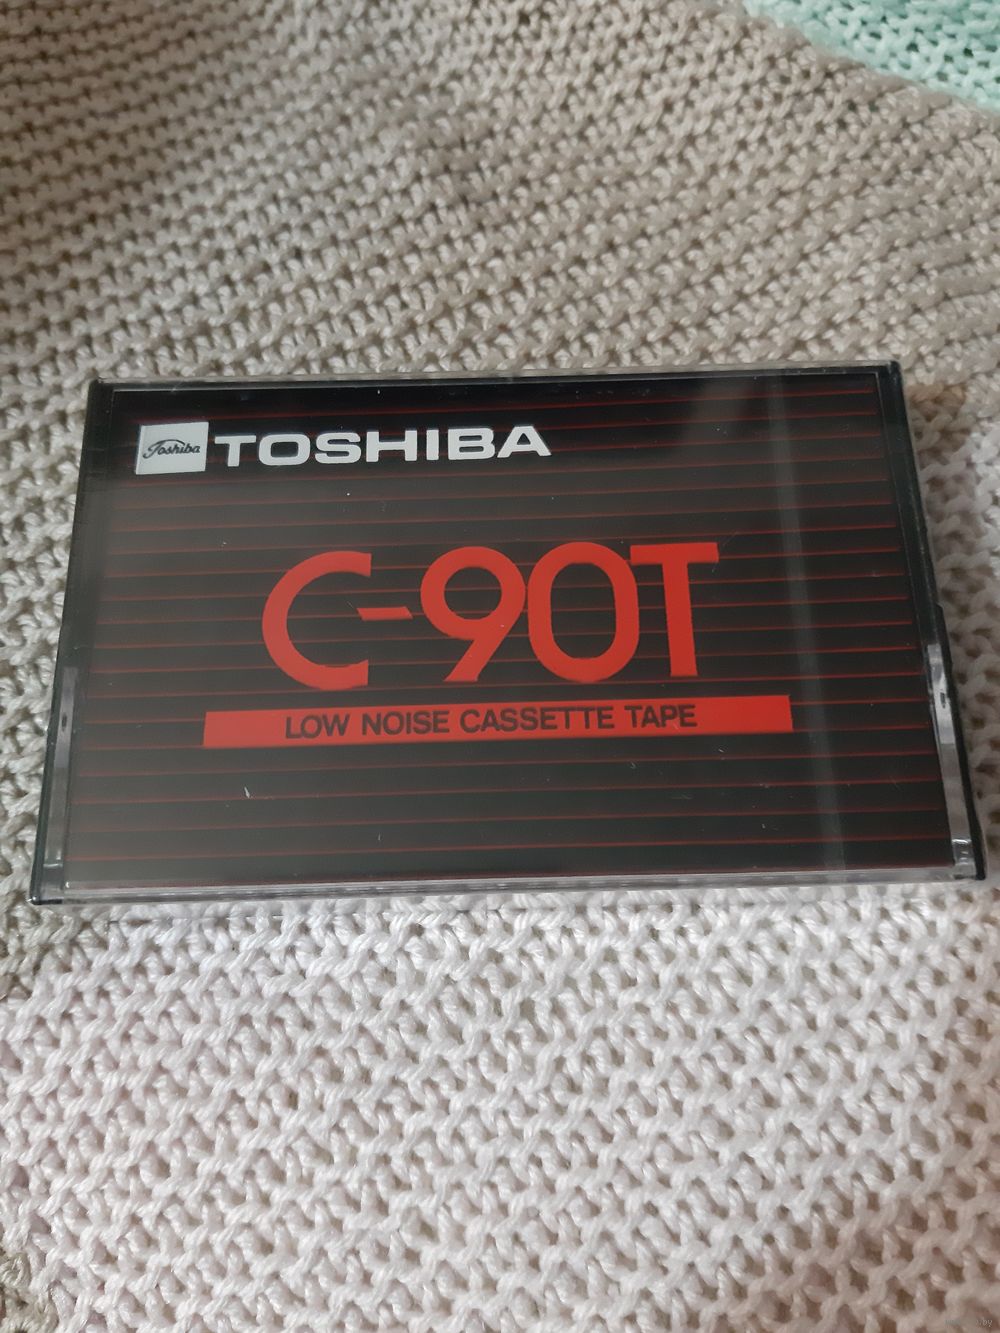 Toshiba TOSHIBA
C-90T
LOW NOISE CASSETTE TAPE